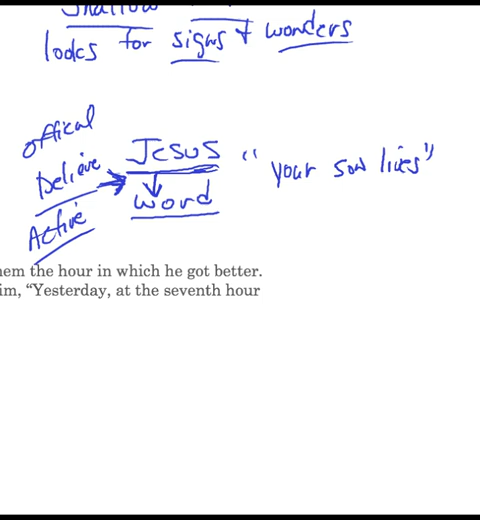 shallow
looks for signs & wonders
offical
believe
Active
Jesus
word
"your son lives"
hem the hour in which he got better.
im, “Yesterday, at the seventh hour